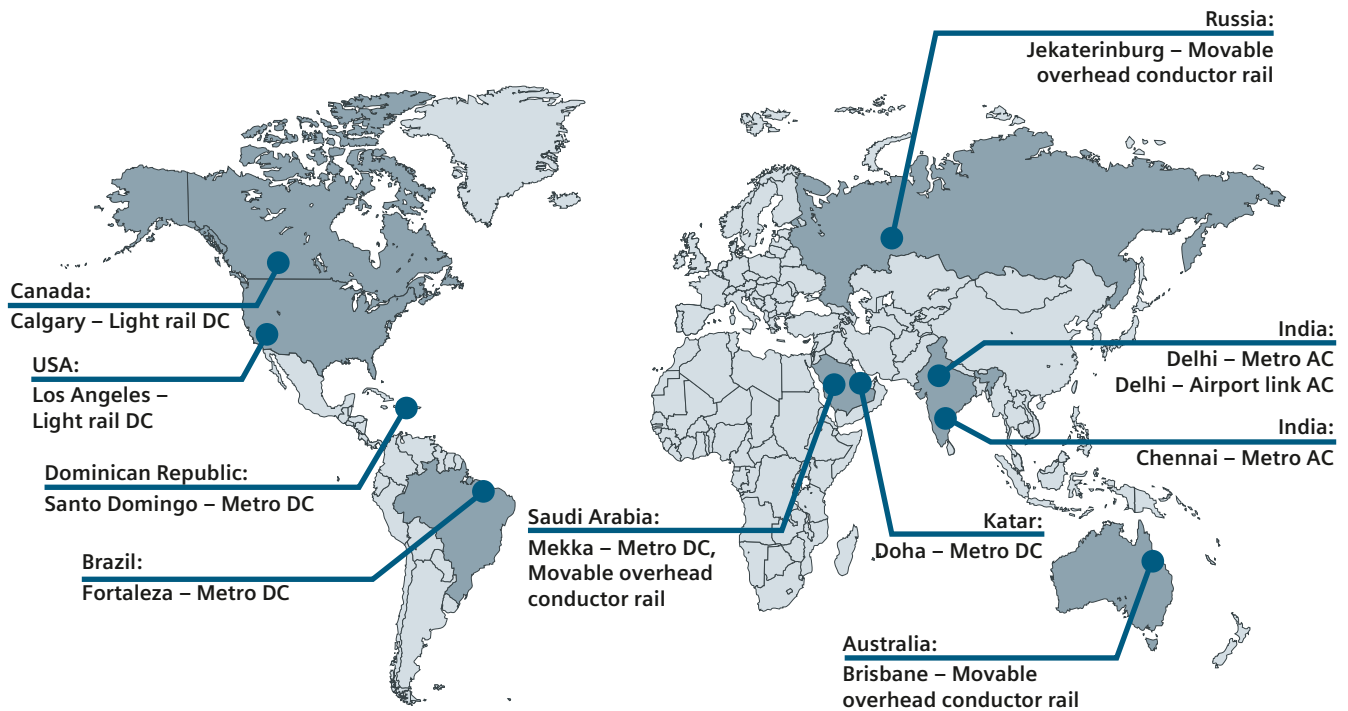 Russia:
Jekaterinburg – Movable
overhead conductor rail
Canada:
Calgary – Light rail DC
USA:
Los Angeles –
Light rail DC
Dominican Republic:
Santo Domingo – Metro DC
Brazil:
Fortaleza – Metro DC
Saudi Arabia:
Mekka – Metro DC,
Movable overhead
conductor rail
Katar:
Doha – Metro DC
India:
Delhi – Metro AC
Delhi – Airport link AC
India:
Chennai – Metro AC
Australia:
Brisbane – Movable
overhead conductor rail